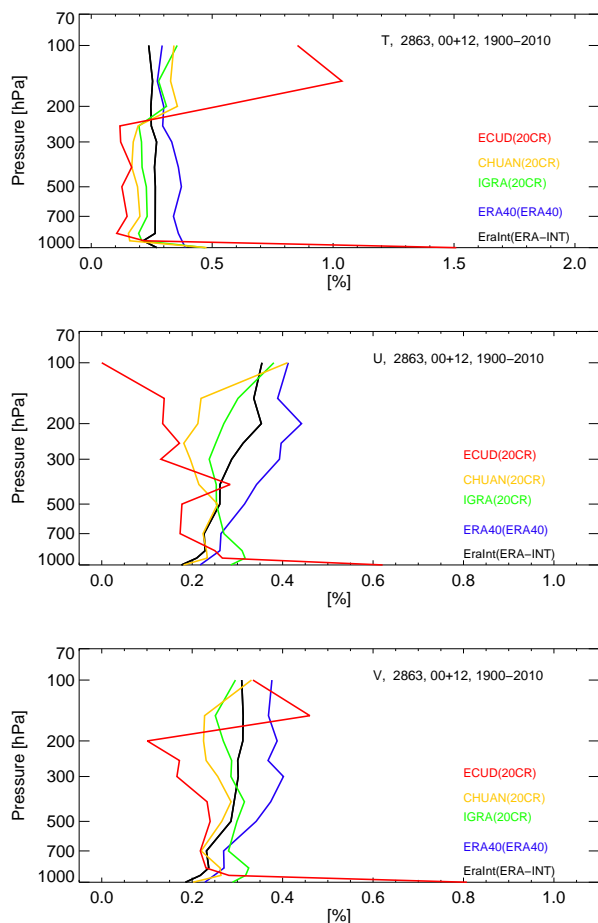 70
T, 2863, 00+12, 1900−2010
100
200
300
ECUD(20CR)
CHUAN(20CR)
500
IGRA(20CR)
700
ERA40(ERA40)
EraInt(ERA−INT)
1000
Pressure [hPa]
0.0 0.5 1.0 1.5 2.0
[%]
70
U, 2863, 00+12, 1900−2010
100
200
300
ECUD(20CR)
CHUAN(20CR)
500
IGRA(20CR)
700
ERA40(ERA40)
EraInt(ERA−INT)
1000
Pressure [hPa]
0.0 0.2 0.4 0.6 0.8 1.0
[%]
70
V, 2863, 00+12, 1900−2010
100
200
300
ECUD(20CR)
CHUAN(20CR)
500
IGRA(20CR)
700
ERA40(ERA40)
EraInt(ERA−INT)
1000
Pressure [hPa]
0.0 0.2 0.4 0.6 0.8 1.0
[%]